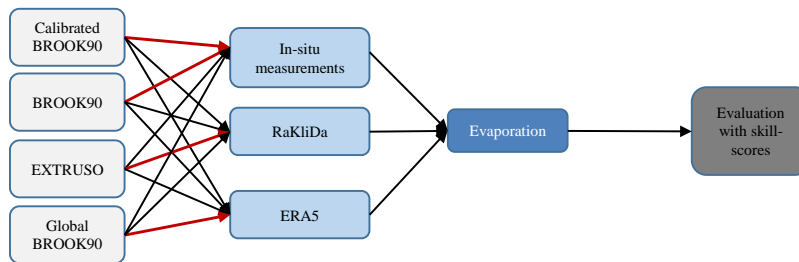 Calibrated
BROOK90
BROOK90
EXTRUSO
Global
BROOK90
In-situ
measurements
RaKliDa
ERA5
Evaporation
Evaluation
with skill-
scores